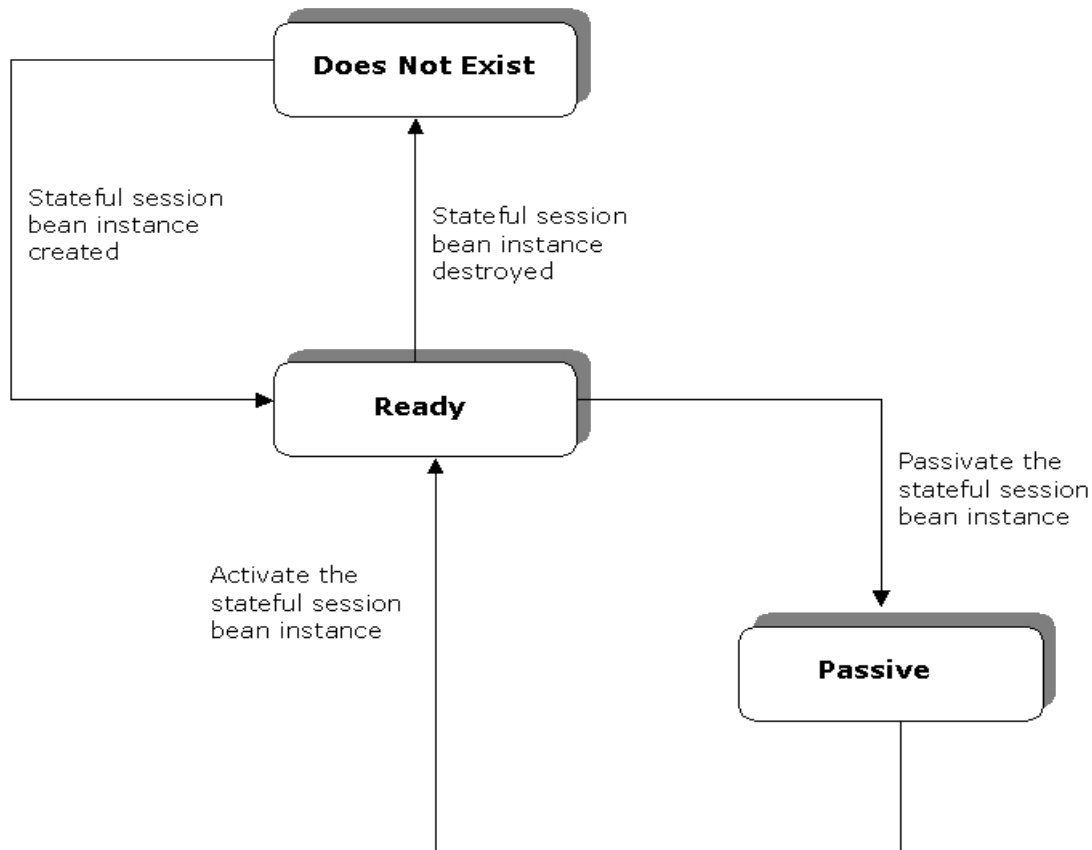 Does Not Exist
Stateful session
bean instance
created
Stateful session
bean instance
destroyed
Ready
Passivate the
stateful session
bean instance
Activate the
stateful session
bean instance
Passive